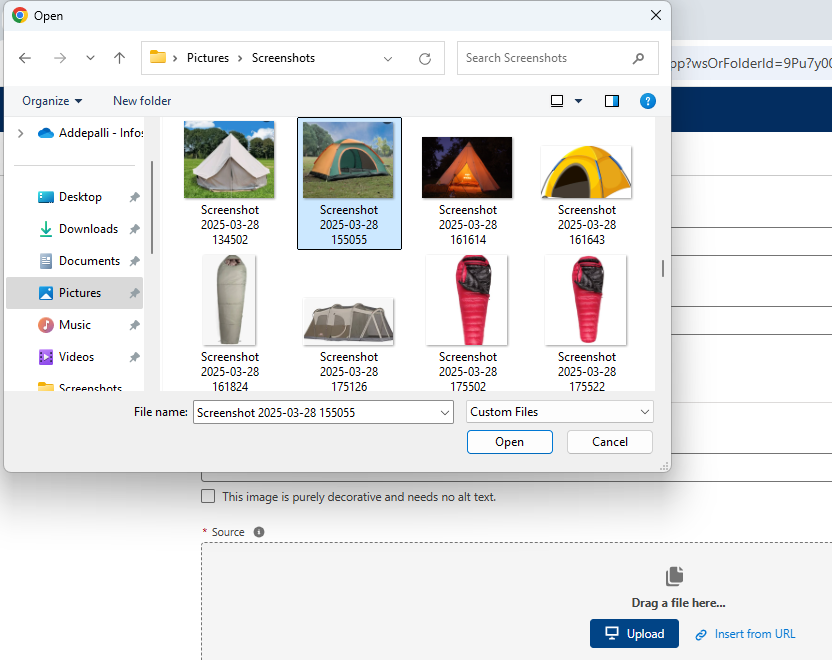 Open
Pictures
Screenshots
Search Screenshots
pp?wsOrFolderId=9Pu7y00
Organize
New folder
?
Addepalli - Infos
Desktop
Downloads
Documents
Pictures
Music
Videos
Screenshots
Screenshot
2025-03-28
134502
Screenshot
2025-03-28
155055
Screenshot
2025-03-28
161614
Screenshot
2025-03-28
161643
Screenshot
2025-03-28
161824
Screenshot
2025-03-28
175126
Screenshot
2025-03-28
175502
Screenshot
2025-03-28
175522
File name:
Screenshot 2025-03-28 155055
Custom Files
Open
Cancel
This image is purely decorative and needs no alt text.
* Source
Drag a file here...
Upload
Insert from URL